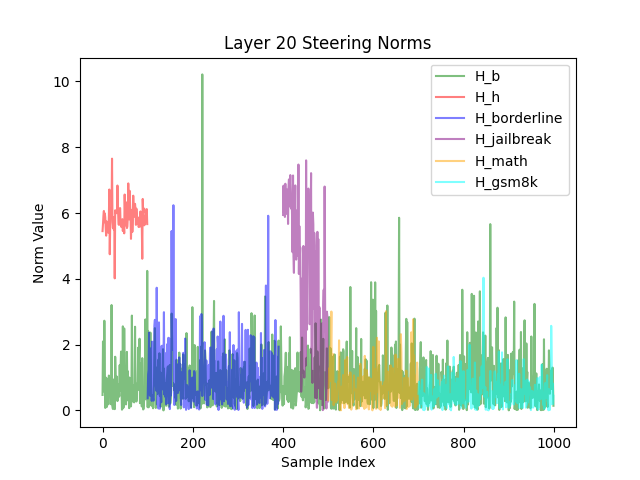 Layer 20 Steering Norms
10
8
6
4
2
0
Norm Value
H_b
H_h
H_borderline
H_jailbreak
H_math
H_gsm8k
0 200 400 600 800 1000
Sample Index